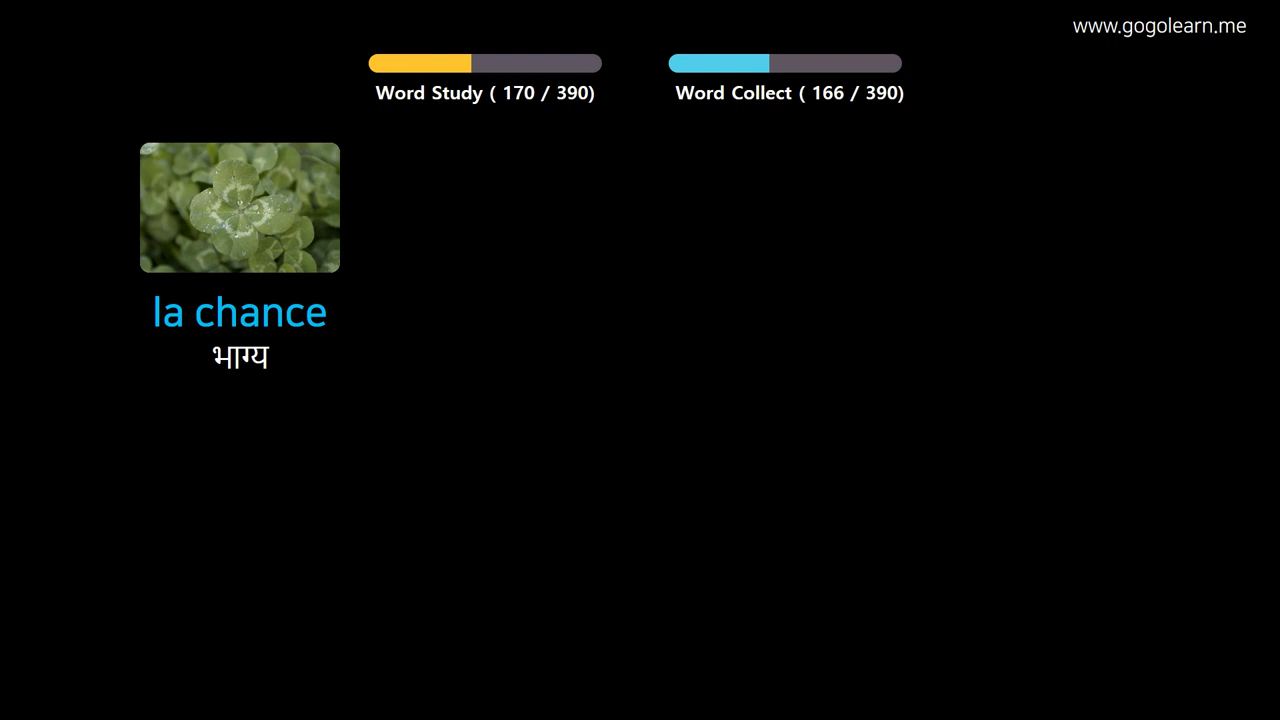 www.gogolearn.me
Word Study ( 170 / 390)
Word Collect ( 166 / 390)
la chance
भाग्य